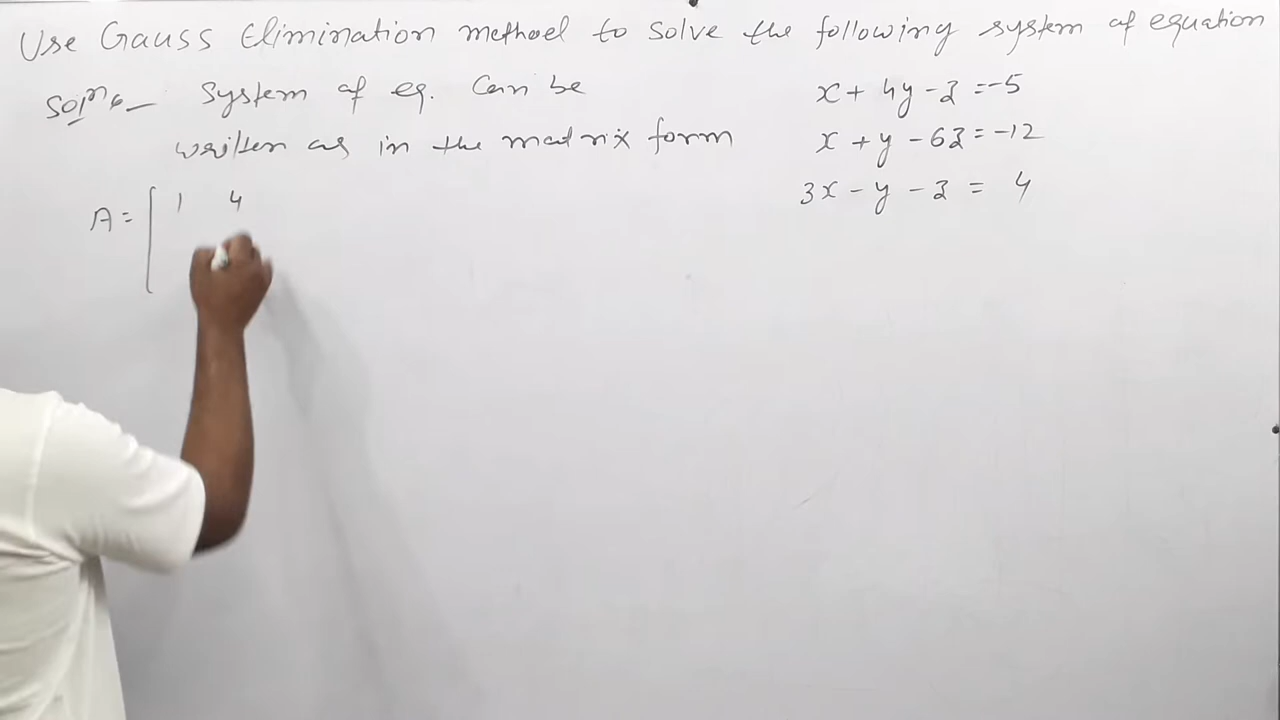 Use Gauss Elimination method to solve the following system of equation
Solⁿ:- System of eq. Can be
written as in the matrix form
x + 4y - z = -5
x + y - 6z = -12
3x - y - z = 4
A = [ 1 4